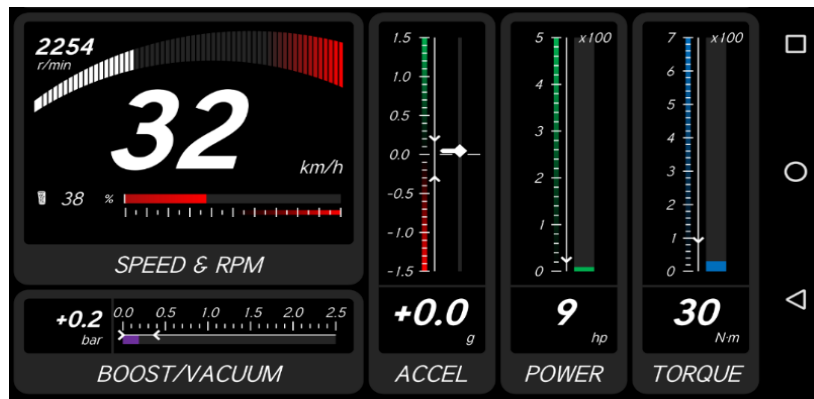 2254
r/min
32
km/h
38 %
SPEED & RPM
+0.2
bar
0.0 0.5 1.0 1.5 2.0 2.5
BOOST/VACUUM
1.5
1.0
0.5
0.0
-0.5
-1.0
-1.5
+0.0
g
ACCEL
5 x100
4
3
2
1
0
9
hp
POWER
7 x100
6
5
4
3
2
1
0
30
N·m
TORQUE